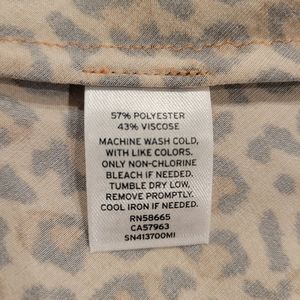 57% POLYESTER
43% VISCOSE
MACHINE WASH COLD,
WITH LIKE COLORS.
ONLY NON-CHLORINE
BLEACH IF NEEDED.
TUMBLE DRY LOW,
REMOVE PROMPTLY.
COOL IRON IF NEEDED.
RN58665
CA57963
SN413700MI